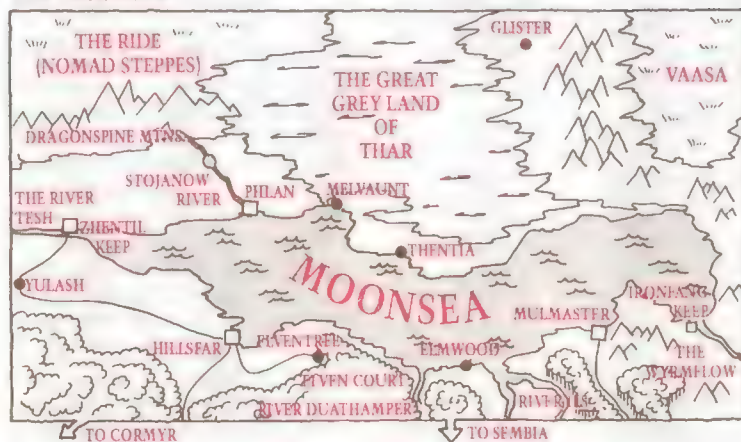 THE RIDE
(NOMAD STEPPES)
GLISTER
VAASA
THE GREAT
GREY LAND
OF
THAR
DRAGONSPINE MTNS.
STOJANOW
RIVER
PHLAN
MELVAUNT
THE RIVER
TESH
ZHENTIL
KEEP
THENTIA
YULASH
MOONSEA
IRONFANG
KEEP
MULMASTER
HILLSFAR
ELVENTREE
ELMWOOD
THE
WYRMFLOW
ELVEN COURT
RIVER DUATHAMPER
RIVER LIS
TO CORMYR
TO SEMBIA